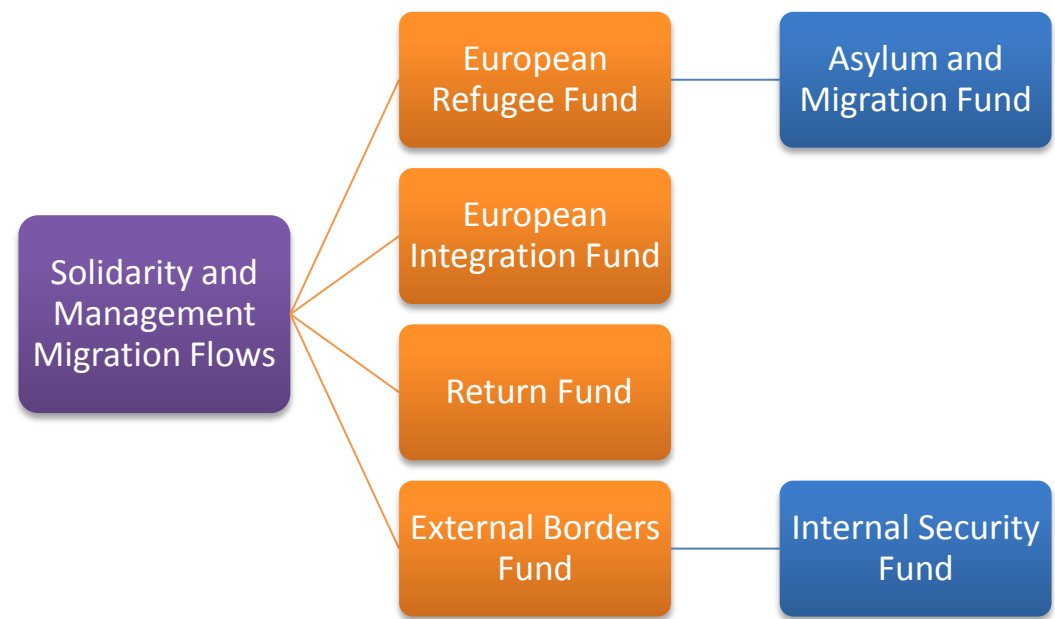 European
Refugee Fund
Asylum and
Migration Fund
European
Integration Fund
Solidarity and
Management
Migration Flows
Return Fund
External Borders
Fund
Internal Security
Fund